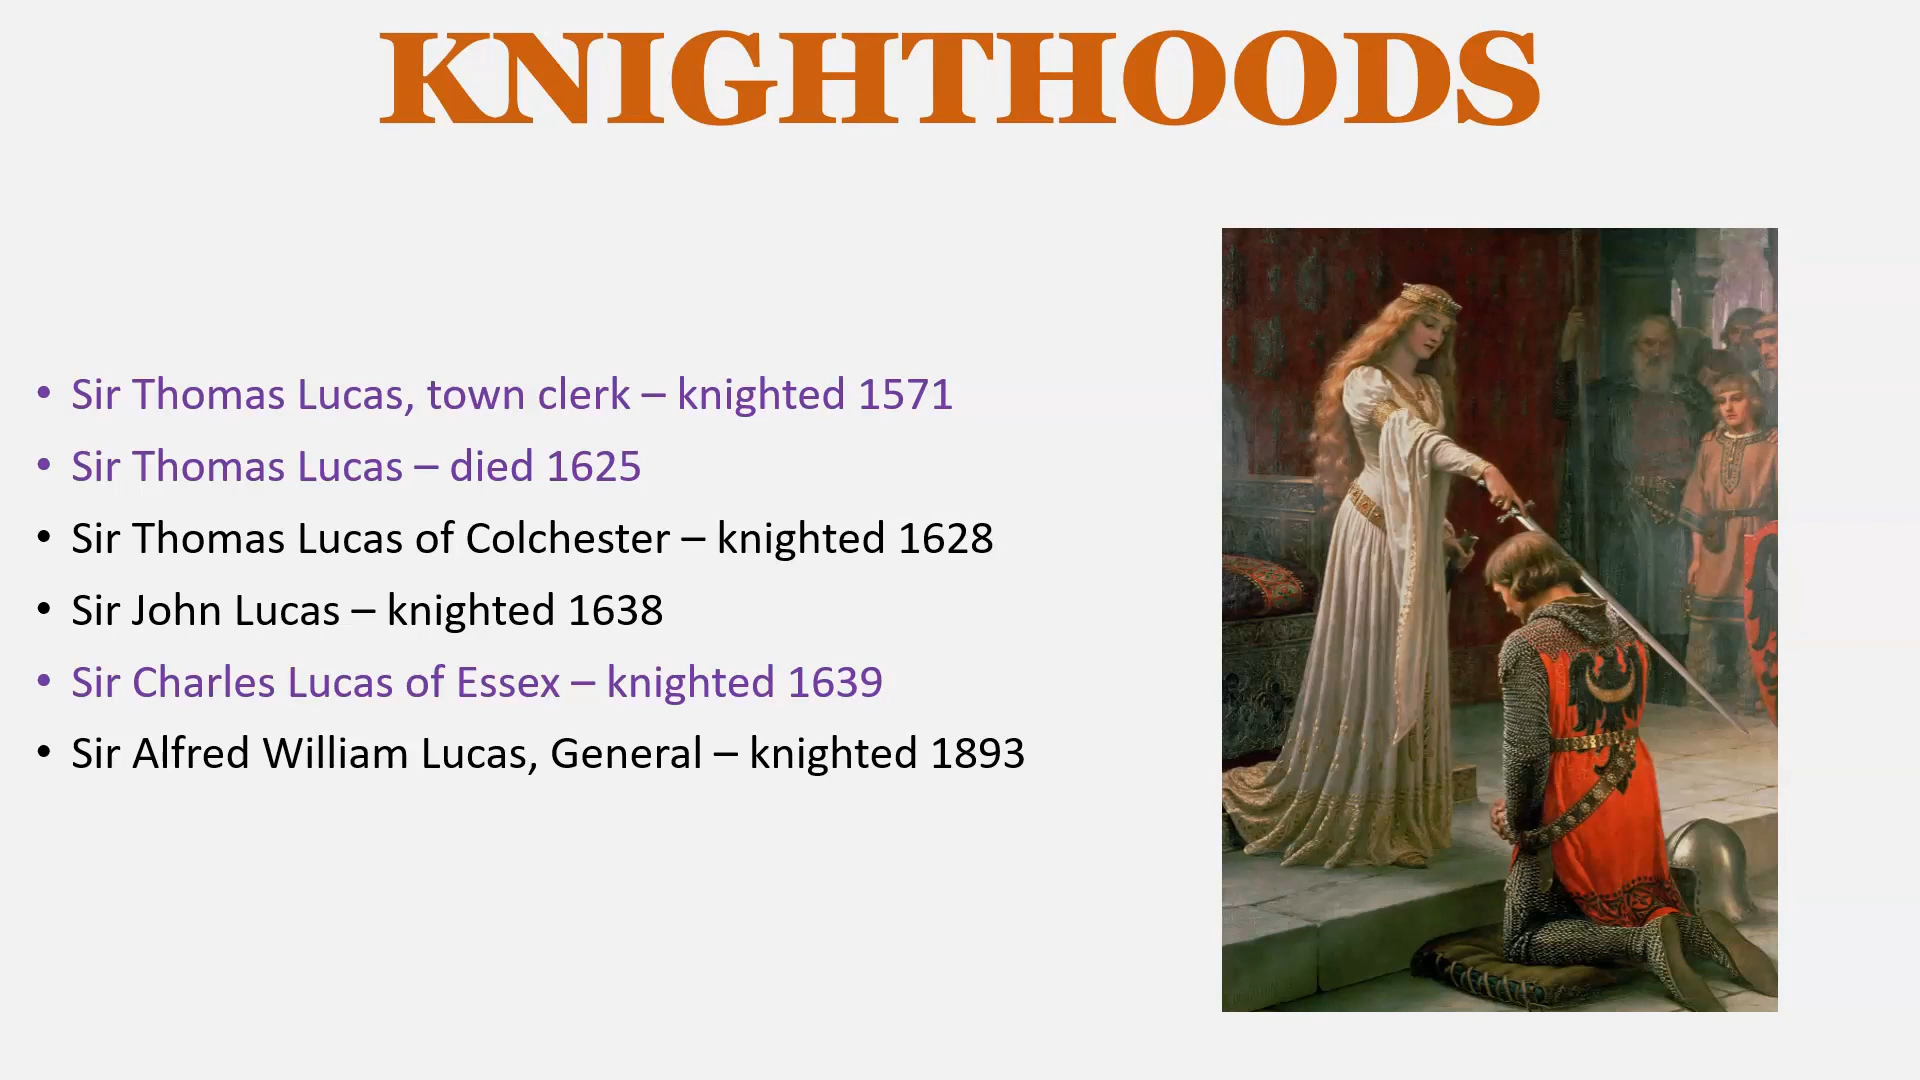 KNIGHTHOODS
• Sir Thomas Lucas, town clerk – knighted 1571
• Sir Thomas Lucas – died 1625
• Sir Thomas Lucas of Colchester – knighted 1628
• Sir John Lucas – knighted 1638
• Sir Charles Lucas of Essex – knighted 1639
• Sir Alfred William Lucas, General – knighted 1893